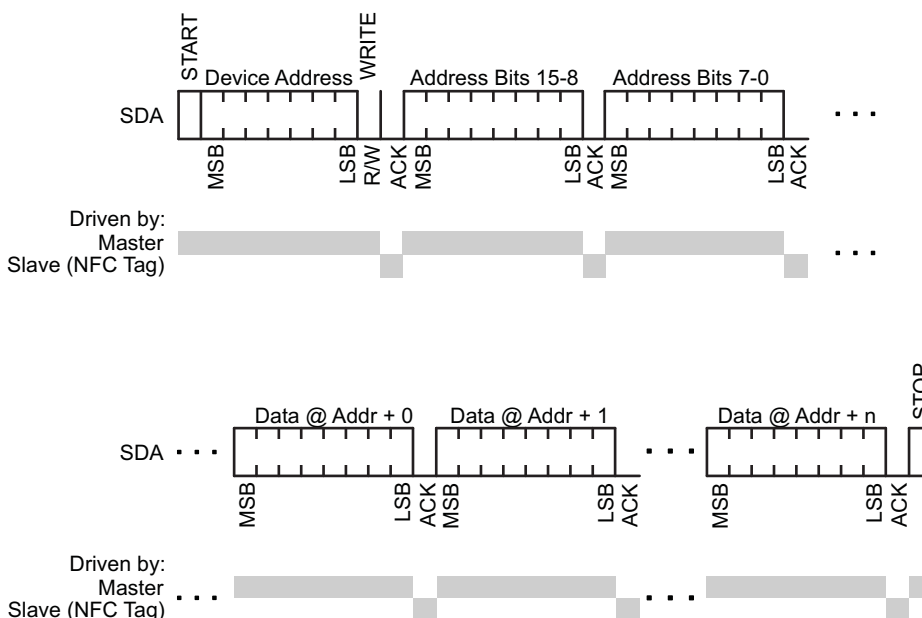 START
Device Address
WRITE
Address Bits 15-8
Address Bits 7-0
SDA
MSB
LSB
R/W
ACK
MSB
LSB
ACK
MSB
LSB
ACK
Driven by:
Master
Slave (NFC Tag)
Data @ Addr + 0
Data @ Addr + 1
Data @ Addr + n
STOP
SDA
MSB
LSB
ACK
MSB
LSB
ACK
MSB
LSB
ACK
Driven by:
Master
Slave (NFC Tag)